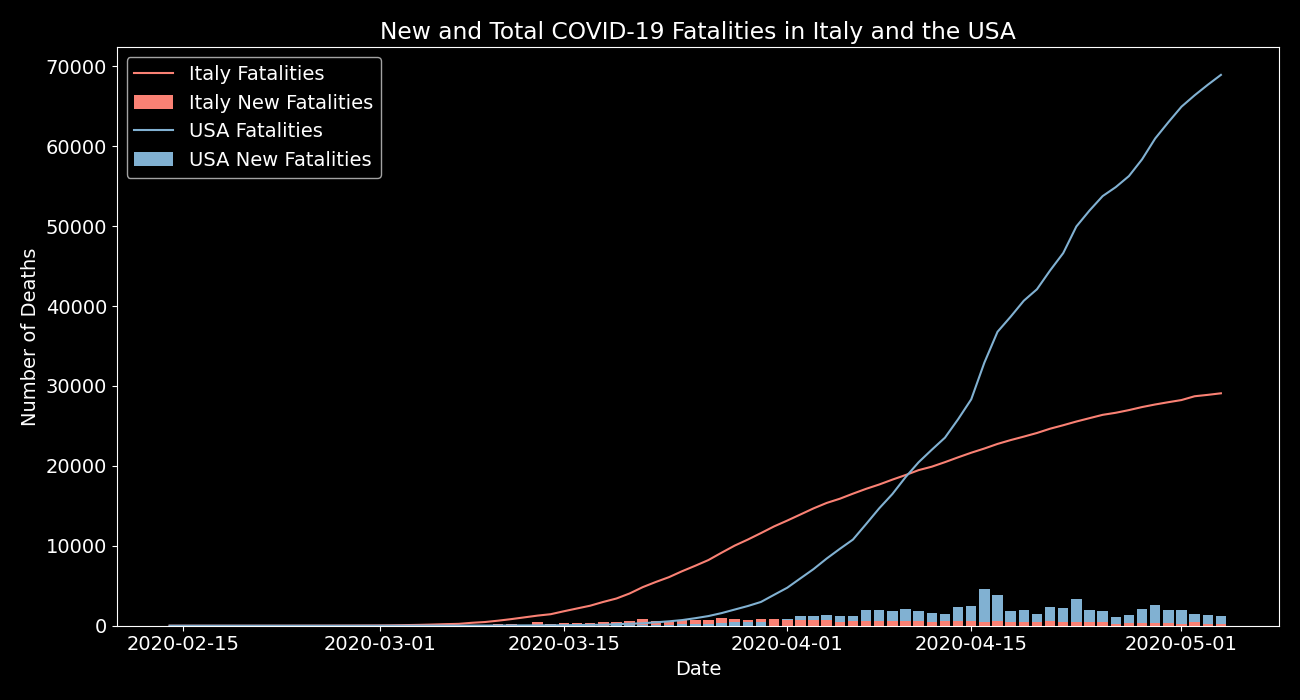 New and Total COVID-19 Fatalities in Italy and the USA
Italy Fatalities
Italy New Fatalities
USA Fatalities
USA New Fatalities
Number of Deaths
70000
60000
50000
40000
30000
20000
10000
0
2020-02-15 2020-03-01 2020-03-15 2020-04-01 2020-04-15 2020-05-01
Date